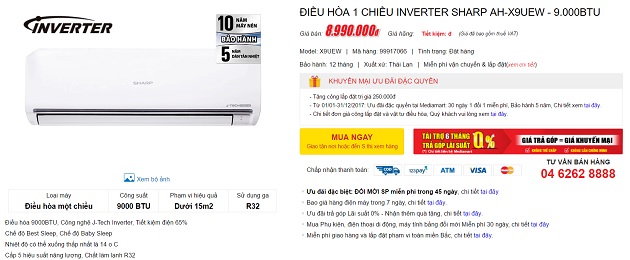 INVERTER
10 NĂM
MÁY NÉN
BẢO HÀNH
5 NĂM
DÀN TẢN NHIỆT
SHARP
J-TECH INVERTER
Xem bộ ảnh
Loại máy Công suất Phạm vi hiệu quả Sử dụng ga
Điều hòa một chiều 9000 BTU Dưới 15m2 R32
Điều hòa 9000BTU, Công nghệ J-Tech Inverter, Tiết kiệm điện 65%
Chế độ Best Sleep, Chế độ Baby Sleep
Nhiệt độ có thể xuống thấp nhất là 14 o C
Cấp 5 hiệu suất năng lượng, Chất làm lạnh R32
ĐIỀU HÒA 1 CHIỀU INVERTER SHARP AH-X9UEW - 9.000BTU
Giá bán: 8.990.000đ Giá hãng: Tiết kiệm: đ (Giá đã bao gồm thuế VAT)
Model: X9UEW | Mã hàng: 99917066 | Tình trạng: Đặt hàng
Bảo hành: 12 tháng | Xuất xứ: Thái Lan | Miễn phí vận chuyển & lắp đặt(xem chi tiết)
KHUYẾN MẠI ƯU ĐÃI ĐẶC QUYỀN
- Tặng công lắp đặt trị giá 250.000đ
- Từ 01/01-31/12/2017: Ưu đãi đặc quyền tại Mediamart: 30 ngày 1 đổi 1 miễn phí, Bảo hành 5 năm, Chi tiết xem tại đây.
- Chi tiết đơn giá công lắp đặt và vật tư điều hòa, Quý khách vui lòng xem tại đây.
MUA NGAY
Giao tận nơi hoặc đến S.thị xem hàng
TÀI TRỢ 6 THÁNG
TRẢ GÓP LÃI SUẤT 0%
(*) Chi tiết liên hệ Mediamart
GIÁ TRẢ GÓP = GIÁ KHUYẾN MẠI
Chấp nhận thanh toán: COD ATM VISA
TƯ VẤN BÁN HÀNG
04 6262 8888
Ưu đãi đặc biệt: ĐỔI MỚI SP miễn phí trong 45 ngày, chi tiết tại đây
Bao giá hàng điện máy trong 7 ngày, chi tiết tại đây.
Ưu đãi trả góp Lãi suất 0% - Nhận thêm quà tặng, chi tiết tại đây.
Mua Phụ kiện, điện thoại di động, máy tính bảng đổi mới Miễn phí 30 ngày, chi tiết tại đây
Miễn phí giao hàng và lắp đặt phạm vi toàn miền Bắc, chi tiết tại đây.